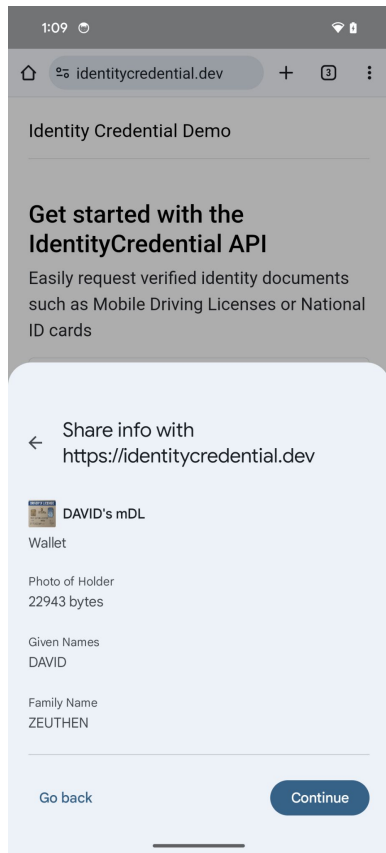 1:09
identitycredential.dev
3
Identity Credential Demo
Get started with the
IdentityCredential API
Easily request verified identity documents
such as Mobile Driving Licenses or National
ID cards
Share info with
https://identitycredential.dev
DAVID's mDL
Wallet
Photo of Holder
22943 bytes
Given Names
DAVID
Family Name
ZEUTHEN
Go back
Continue